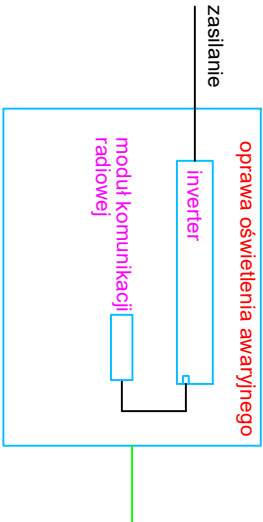 zasilanie
oprawa oświetlenia awaryjnego
inverter
moduł komunikacji
radiowej